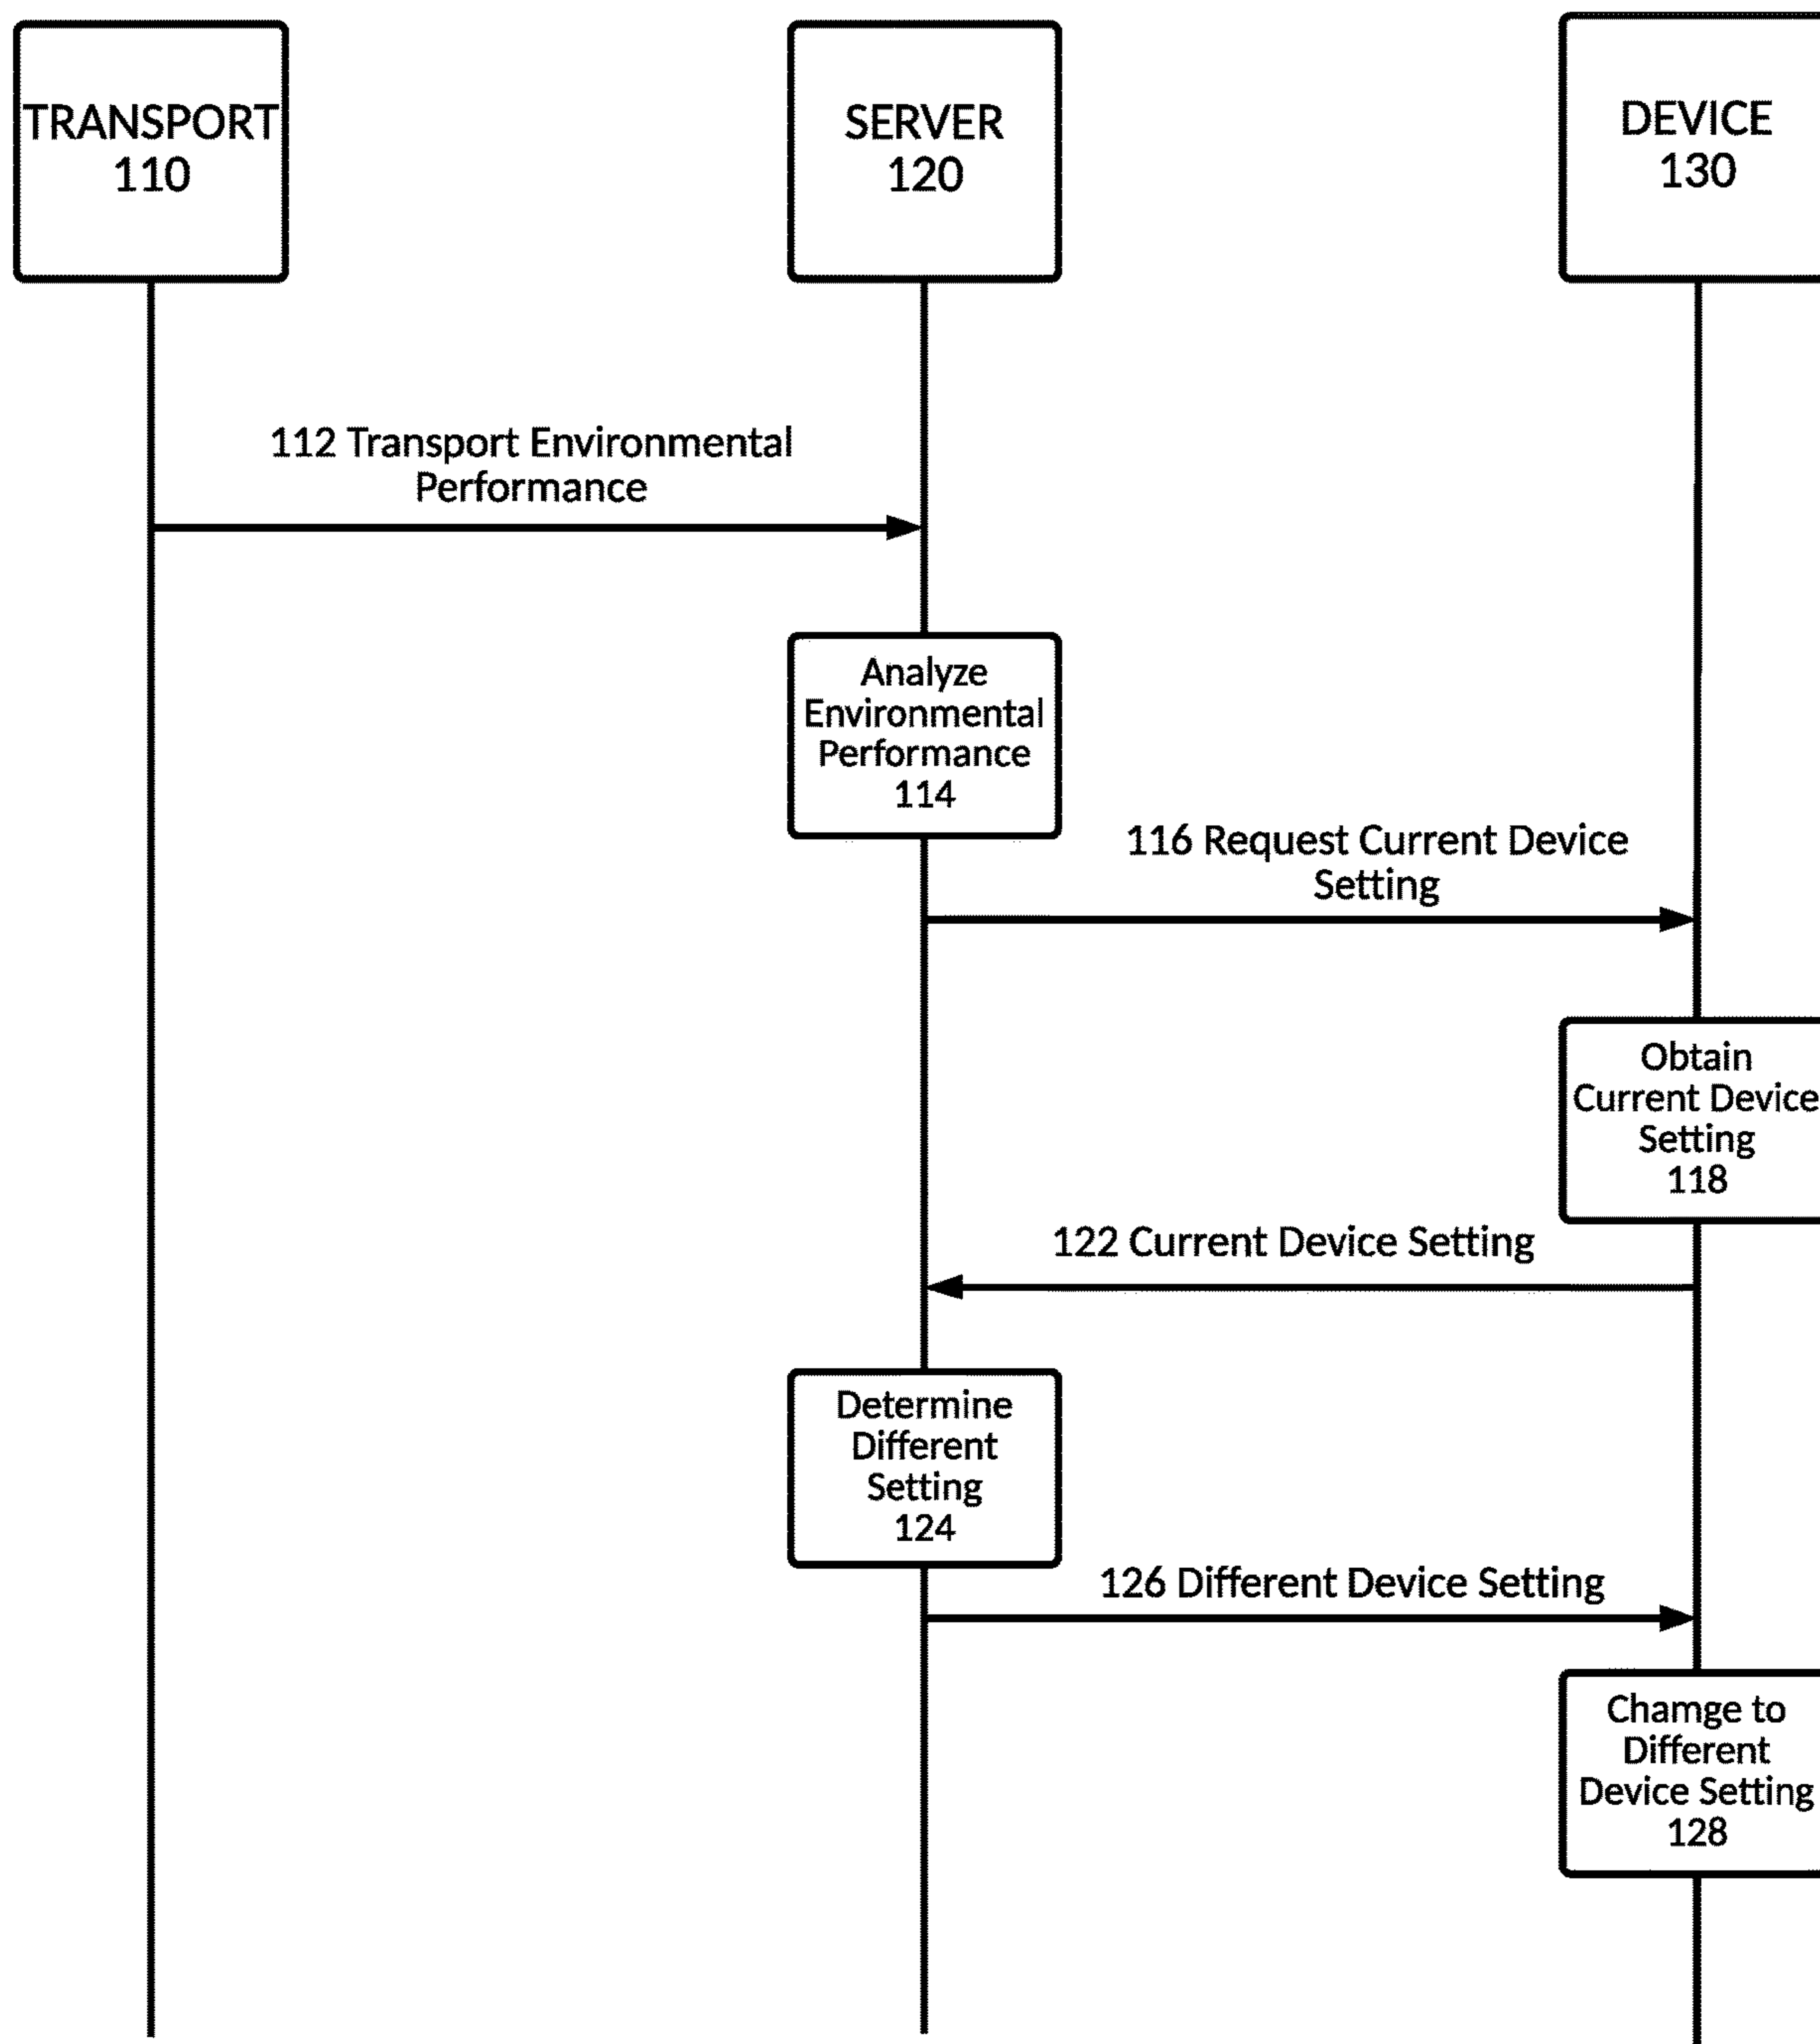 TRANSPORT
110
SERVER
120
DEVICE
130
112 Transport Environmental
Performance
Analyze
Environmental
Performance
114
116 Request Current Device
Setting
Obtain
Current Device
Setting
118
122 Current Device Setting
Determine
Different
Setting
124
126 Different Device Setting
Chamge to
Different
Device Setting
128